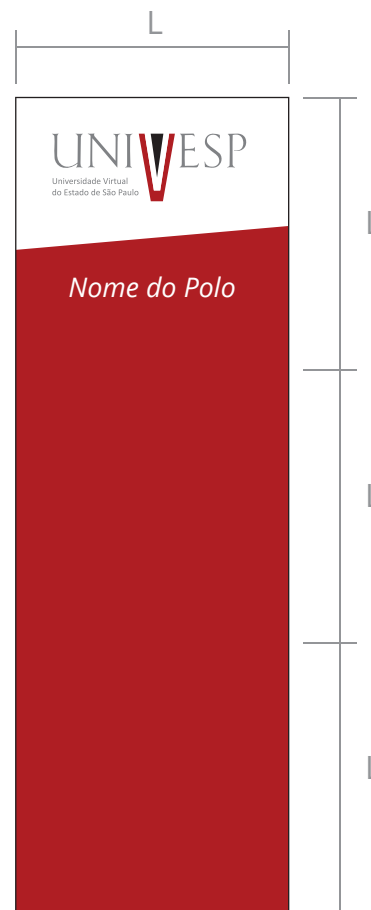 L
UNIVESP
Universidade Virtual
do Estado de São Paulo
L
Nome do Polo
L
L